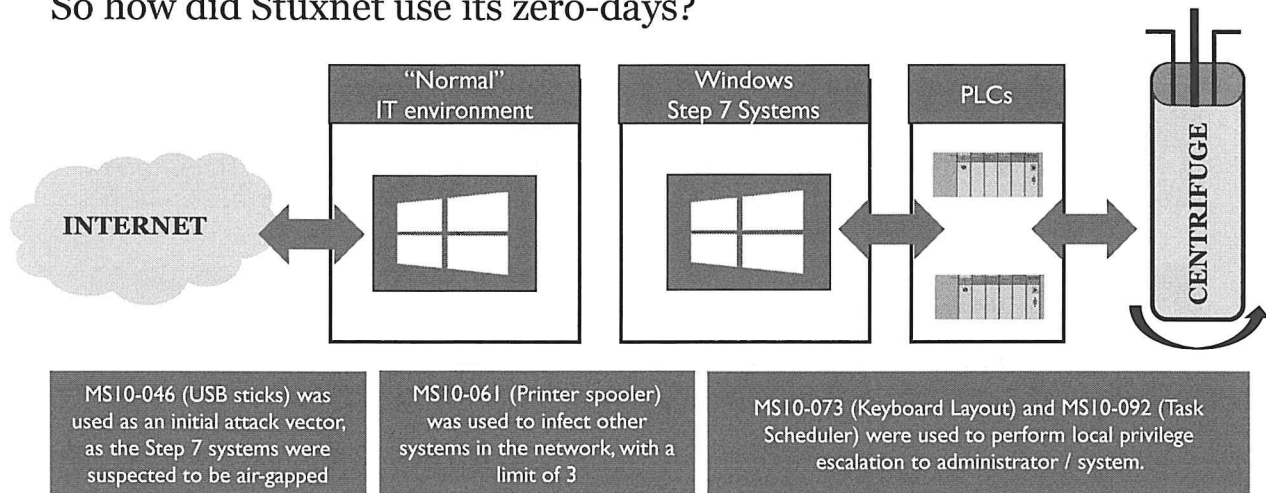 So how did Stuxnet use its zero-days?
"Normal"
IT environment
Windows
Step 7 Systems
PLCs
INTERNET
CENTRIFUGE
MS10-046 (USB sticks) was
used as an initial attack vector,
as the Step 7 systems were
suspected to be air-gapped
MS10-061 (Printer spooler)
was used to infect other
systems in the network, with a
limit of 3
MS10-073 (Keyboard Layout) and MS10-092 (Task
Scheduler) were used to perform local privilege
escalation to administrator / system.